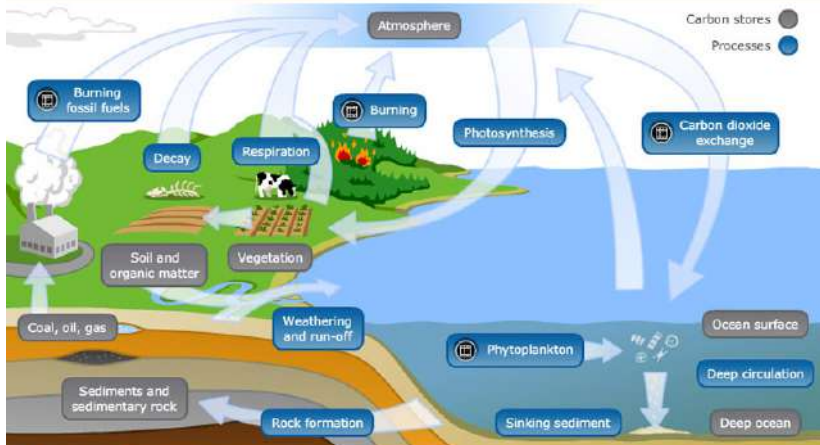 Atmosphere
Carbon stores
Processes
Burning
fossil fuels
Burning
Photosynthesis
Carbon dioxide
exchange
Decay
Respiration
Soil and
organic matter
Vegetation
Coal, oil, gas
Weathering
and run-off
Ocean surface
Phytoplankton
Deep circulation
Sediments and
sedimentary rock
Rock formation
Sinking sediment
Deep ocean